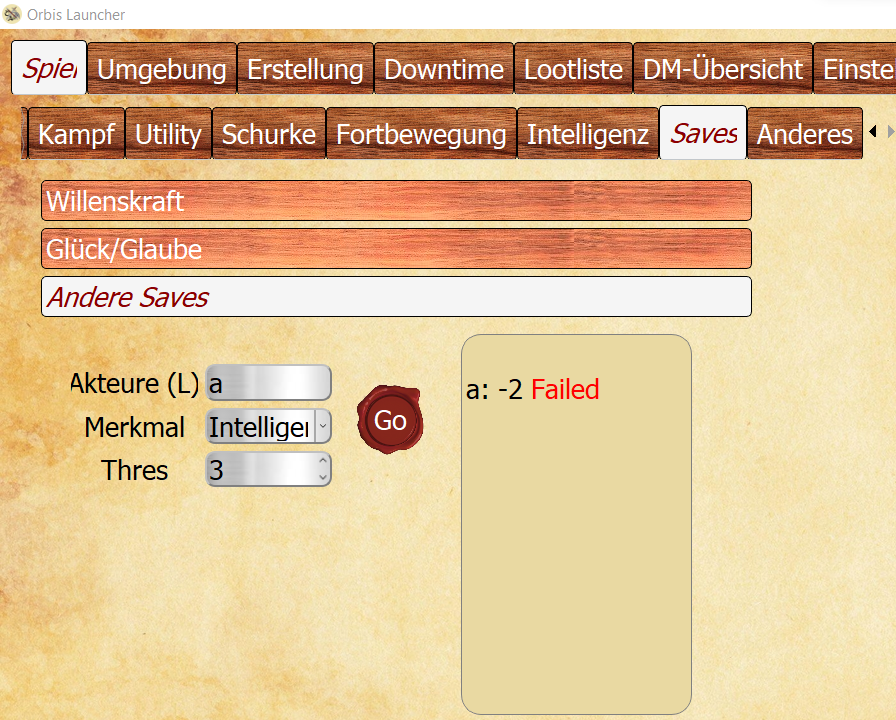 Orbis Launcher
Spiel Umgebung Erstellung Downtime Lootliste DM-Übersicht Einste
Kampf Utility Schurke Fortbewegung Intelligenz Saves Anderes
Willenskraft
Glück/Glaube
Andere Saves
Akteure (L) a
Merkmal Intelliger
Thres 3
Go
a: -2 Failed